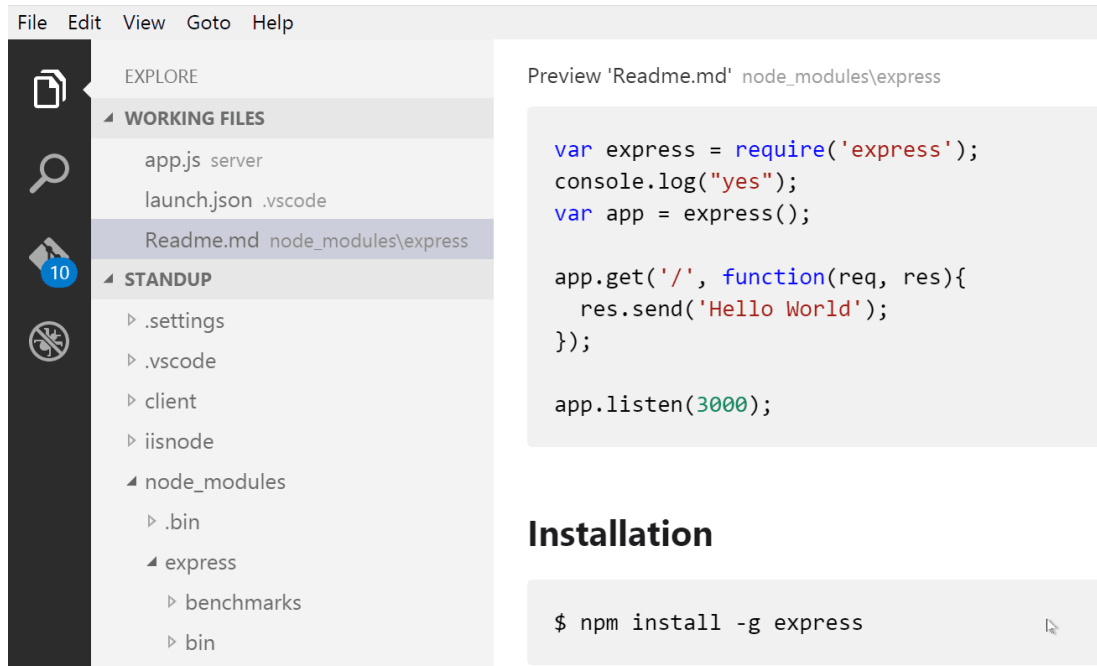 File Edit View Goto Help
EXPLORE
WORKING FILES
app.js server
launch.json .vscode
Readme.md node_modules\express
10
STANDUP
.settings
.vscode
client
iisnode
node_modules
.bin
express
benchmarks
bin
Preview 'Readme.md' node_modules\express
var express = require('express');
console.log("yes");
var app = express();
app.get('/', function(req, res){
  res.send('Hello World');
});
app.listen(3000);
Installation
$ npm install -g express